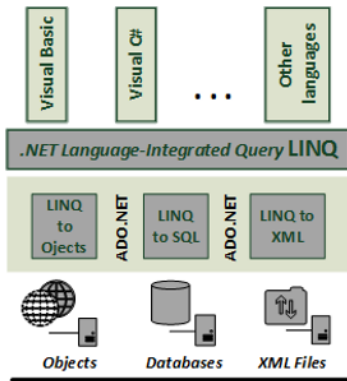 Visual Basic
Visual C#
...
Other
languages
.NET Language-Integrated Query LINQ
LINQ
to
Ojects
ADO.NET
LINQ
to SQL
ADO.NET
LINQ to
XML
Objects
Databases
XML Files